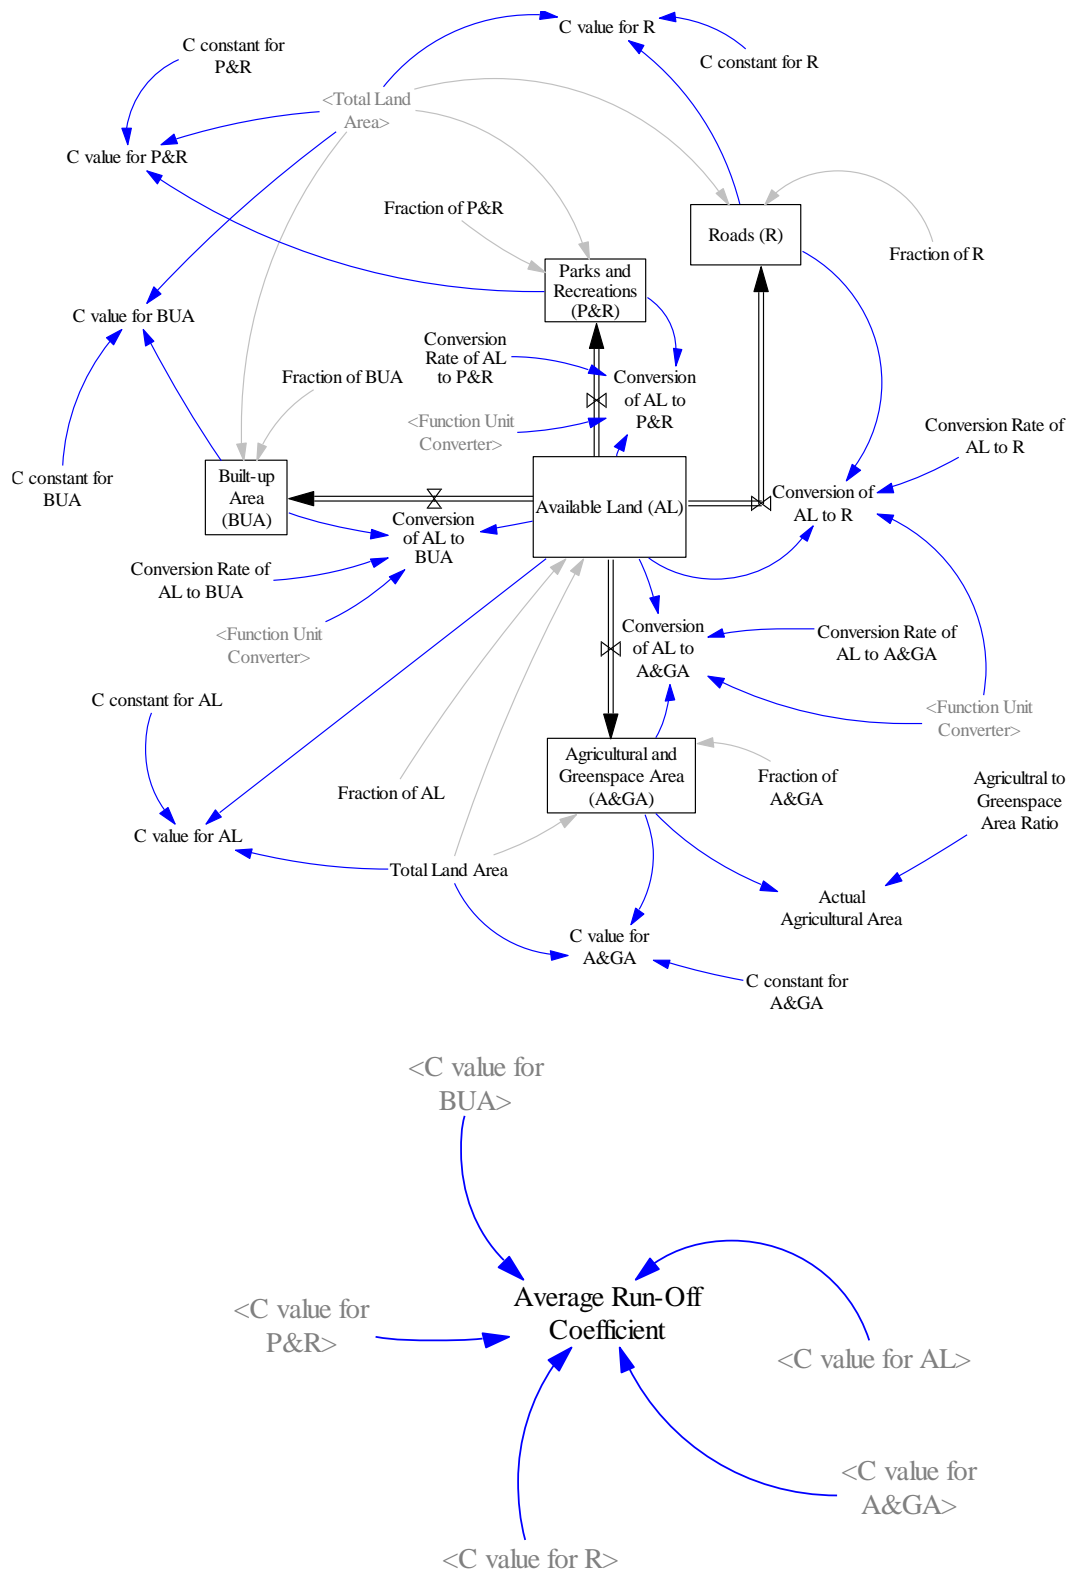 C value for R
C constant for
P&R
C constant for R
<Total Land
Area>
C value for P&R
Fraction of P&R
Roads (R)
Fraction of R
Parks and
Recreations
(P&R)
C value for BUA
Conversion
Rate of AL
to P&R
Fraction of BUA
Conversion
of AL to
P&R
<Function Unit
Converter>
Conversion Rate of
AL to R
C constant for
BUA
Built-up
Area
(BUA)
Available Land (AL)
Conversion of
AL to R
Conversion
of AL to
BUA
Conversion Rate of
AL to BUA
<Function Unit
Converter>
Conversion
of AL to
A&GA
Conversion Rate of
AL to A&GA
C constant for AL
<Function Unit
Converter>
Agricultural and
Greenspace Area
(A&GA)
Fraction of AL
Fraction of
A&GA
Agricultral to
Greenspace
Area Ratio
C value for AL
Total Land Area
Actual
Agricultural Area
C value for
A&GA
C constant for
A&GA
<C value for
BUA>
Average Run-Off
Coefficient
<C value for
P&R>
<C value for AL>
<C value for
A&GA>
<C value for R>